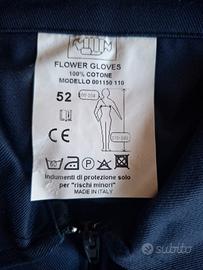 FLOWER GLOVES
100% COTONE
MODELLO 001150 110
52
CE
Indumenti di protezione solo
per "rischi minori"
MADE IN ITALY
subito